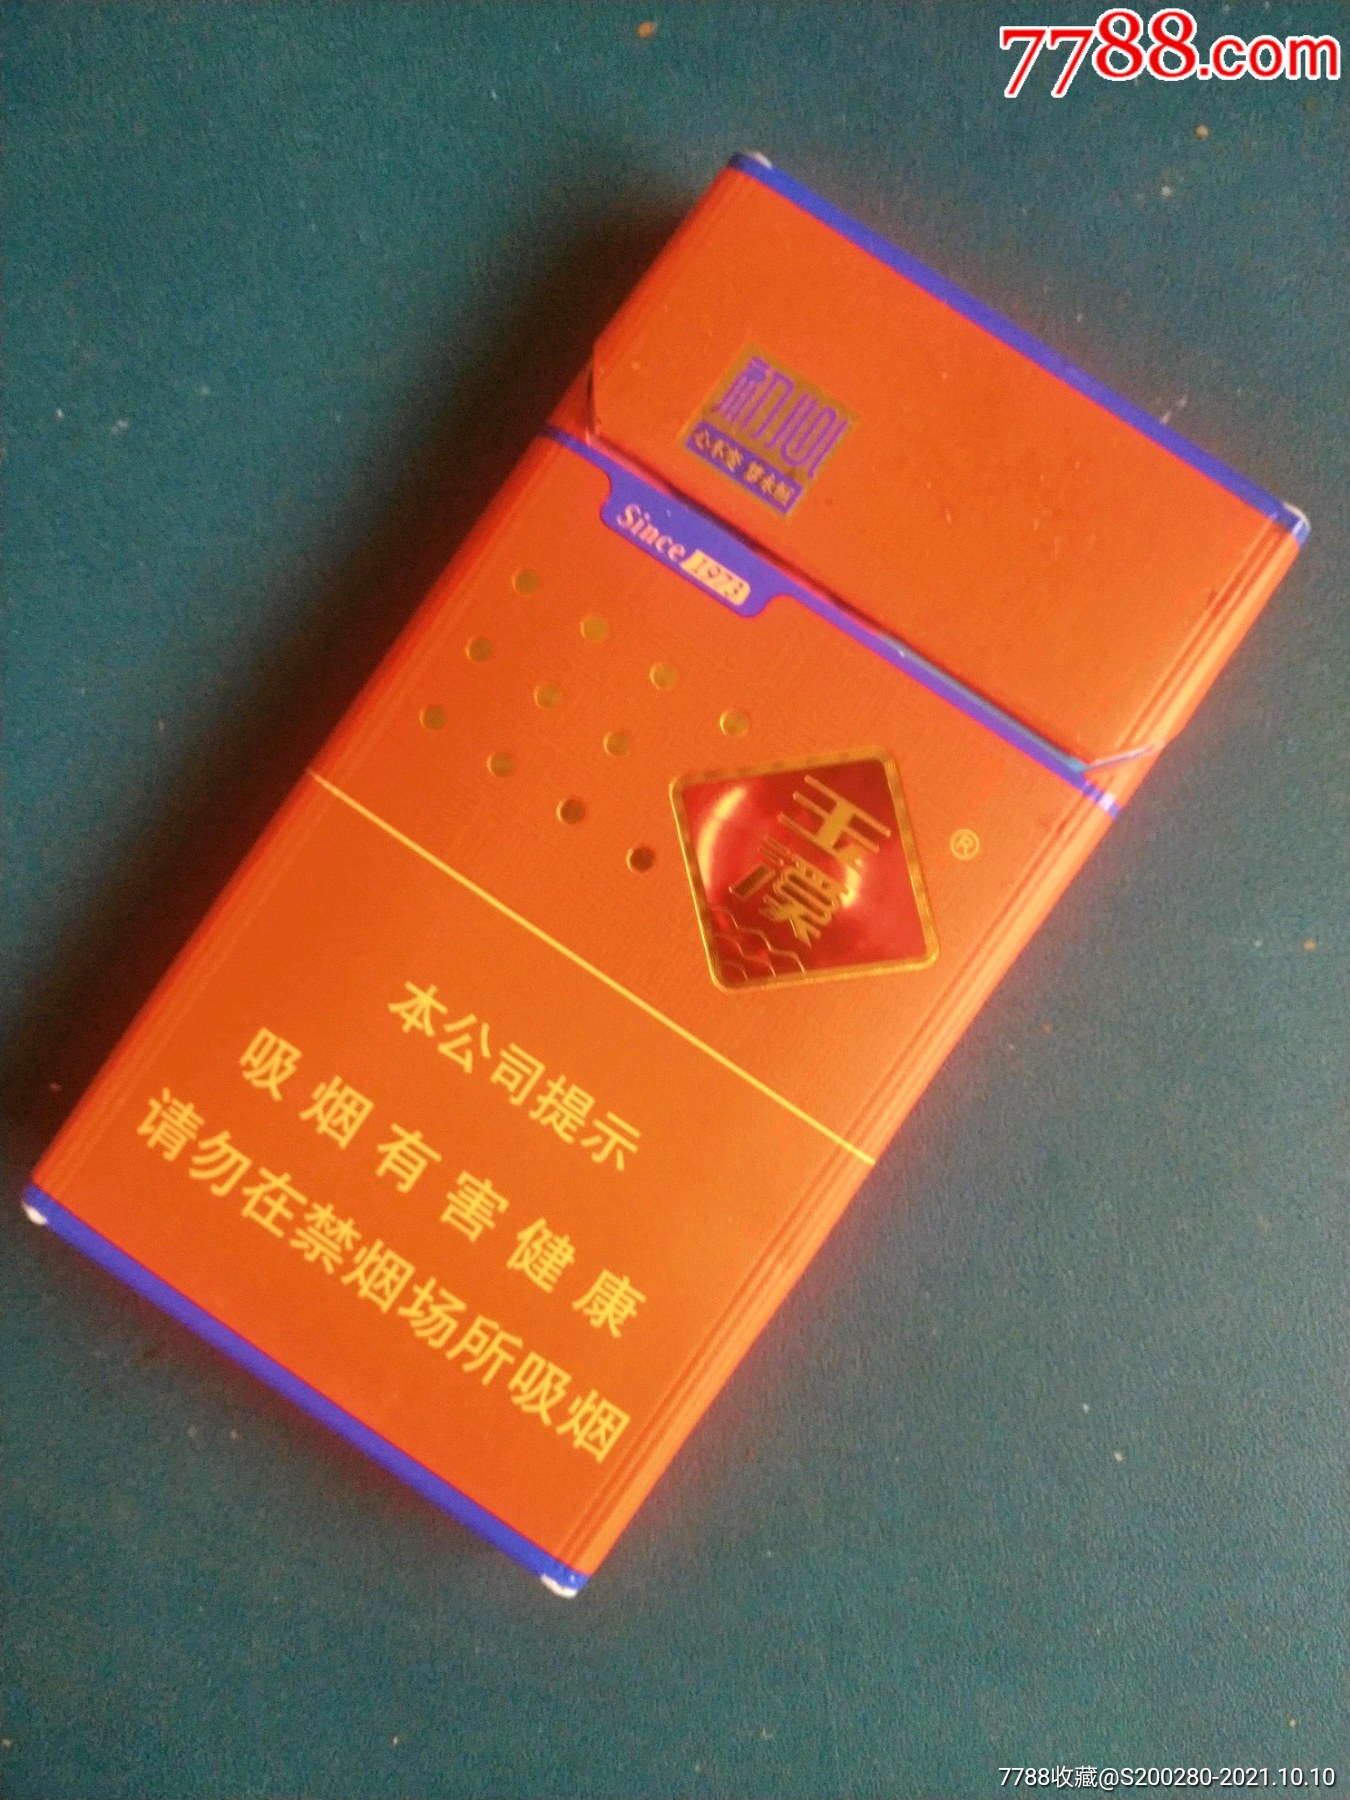 7788.com
初心
心不变 梦永恒
Since 1973
玉溪
®
本公司提示
吸烟有害健康
请勿在禁烟场所吸烟
7788收藏@S200280-2021.10.10